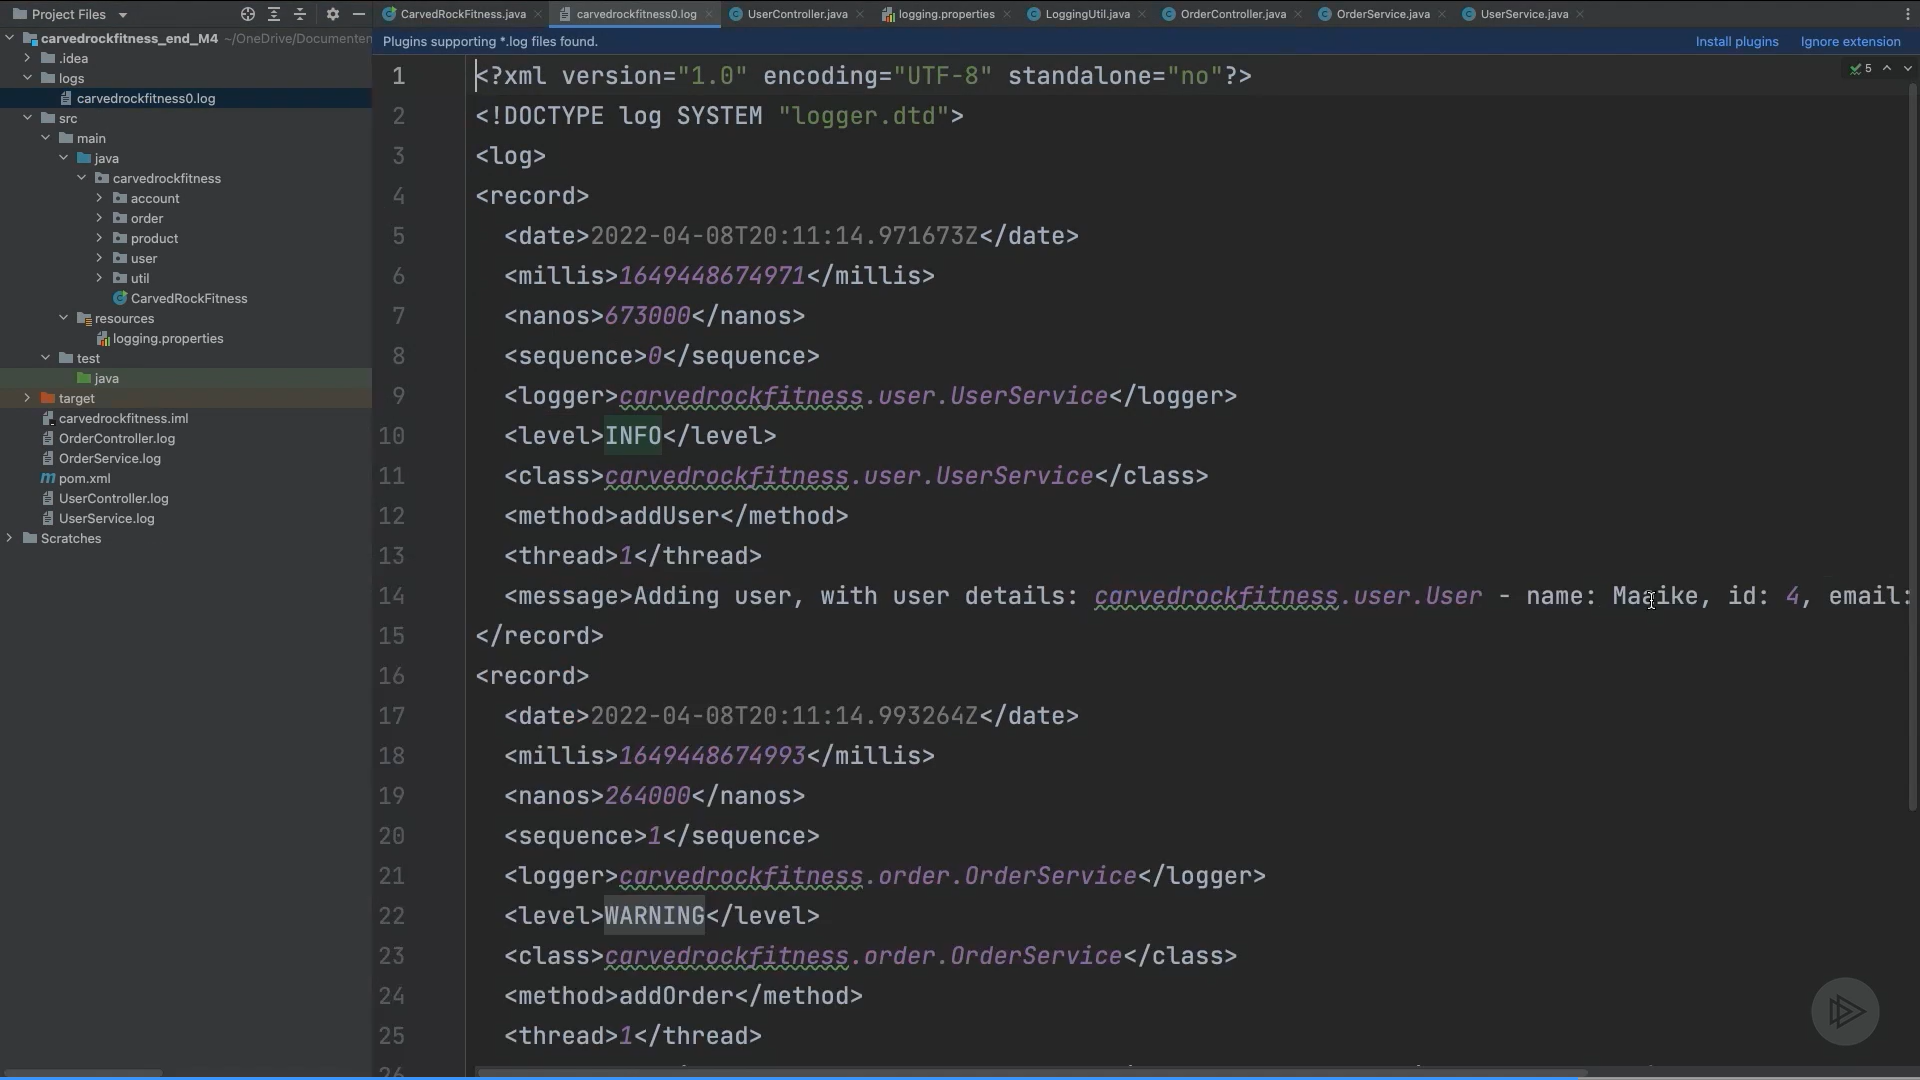 Project Files
carvedrockfitness_end_M4 ~/OneDrive/Documenten
.idea
logs
carvedrockfitness0.log
src
main
java
carvedrockfitness
account
order
product
user
util
CarvedRockFitness
resources
logging.properties
test
java
target
carvedrockfitness.iml
OrderController.log
OrderService.log
pom.xml
UserController.log
UserService.log
Scratches
CarvedRockFitness.java carvedrockfitness0.log UserController.java logging.properties LoggingUtil.java OrderController.java OrderService.java UserService.java
Plugins supporting *.log files found. Install plugins Ignore extension
5
1 <?xml version="1.0" encoding="UTF-8" standalone="no"?>
2 <!DOCTYPE log SYSTEM "logger.dtd">
3 <log>
4 <record>
5 <date>2022-04-08T20:11:14.971673Z</date>
6 <millis>1649448674971</millis>
7 <nanos>673000</nanos>
8 <sequence>0</sequence>
9 <logger>carvedrockfitness.user.UserService</logger>
10 <level>INFO</level>
11 <class>carvedrockfitness.user.UserService</class>
12 <method>addUser</method>
13 <thread>1</thread>
14 <message>Adding user, with user details: carvedrockfitness.user.User - name: Maaike, id: 4, email:
15 </record>
16 <record>
17 <date>2022-04-08T20:11:14.993264Z</date>
18 <millis>1649448674993</millis>
19 <nanos>264000</nanos>
20 <sequence>1</sequence>
21 <logger>carvedrockfitness.order.OrderService</logger>
22 <level>WARNING</level>
23 <class>carvedrockfitness.order.OrderService</class>
24 <method>addOrder</method>
25 <thread>1</thread>
26